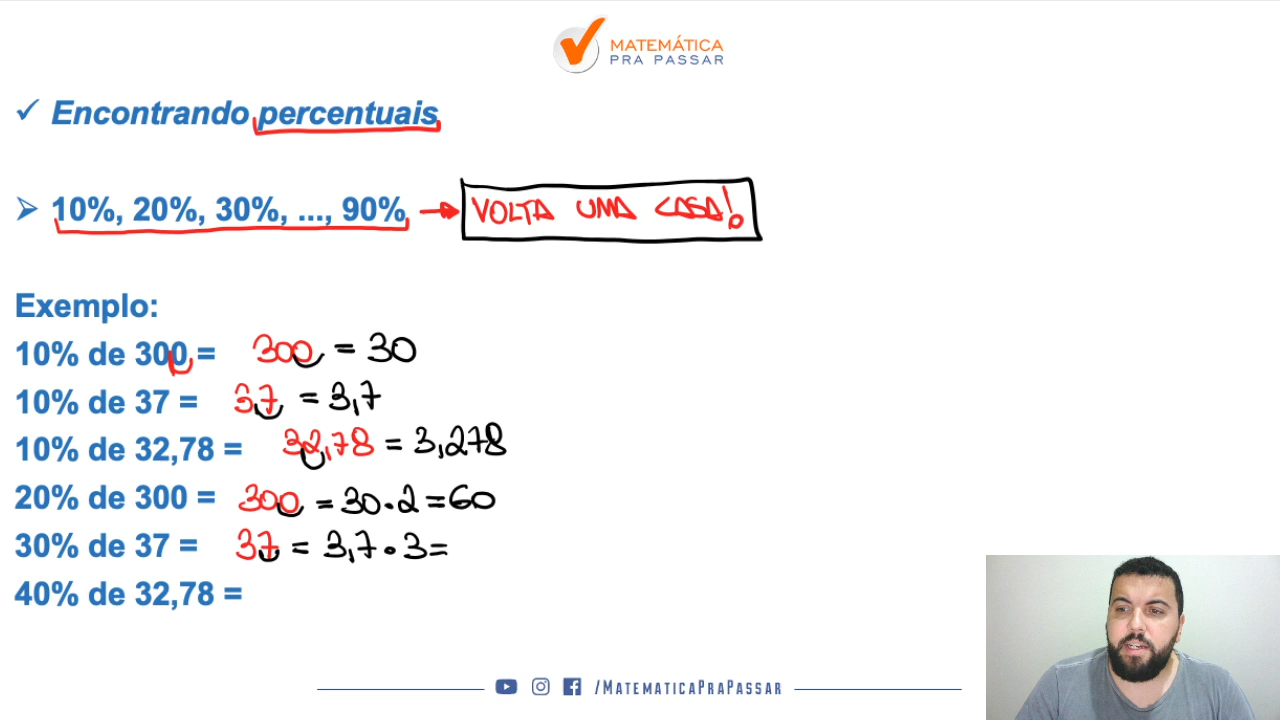 MATEMÁTICA
PRA PASSAR
✓ Encontrando percentuais
➢ 10%, 20%, 30%, ..., 90% → VOLTA UMA CASA!
Exemplo:
10% de 300 = 300 = 30
10% de 37 = 37 = 3,7
10% de 32,78 = 32,78 = 3,278
20% de 300 = 300 = 30·2 = 60
30% de 37 = 37 = 3,7·3 =
40% de 32,78 =
/MATEMATICAPRAPASSAR